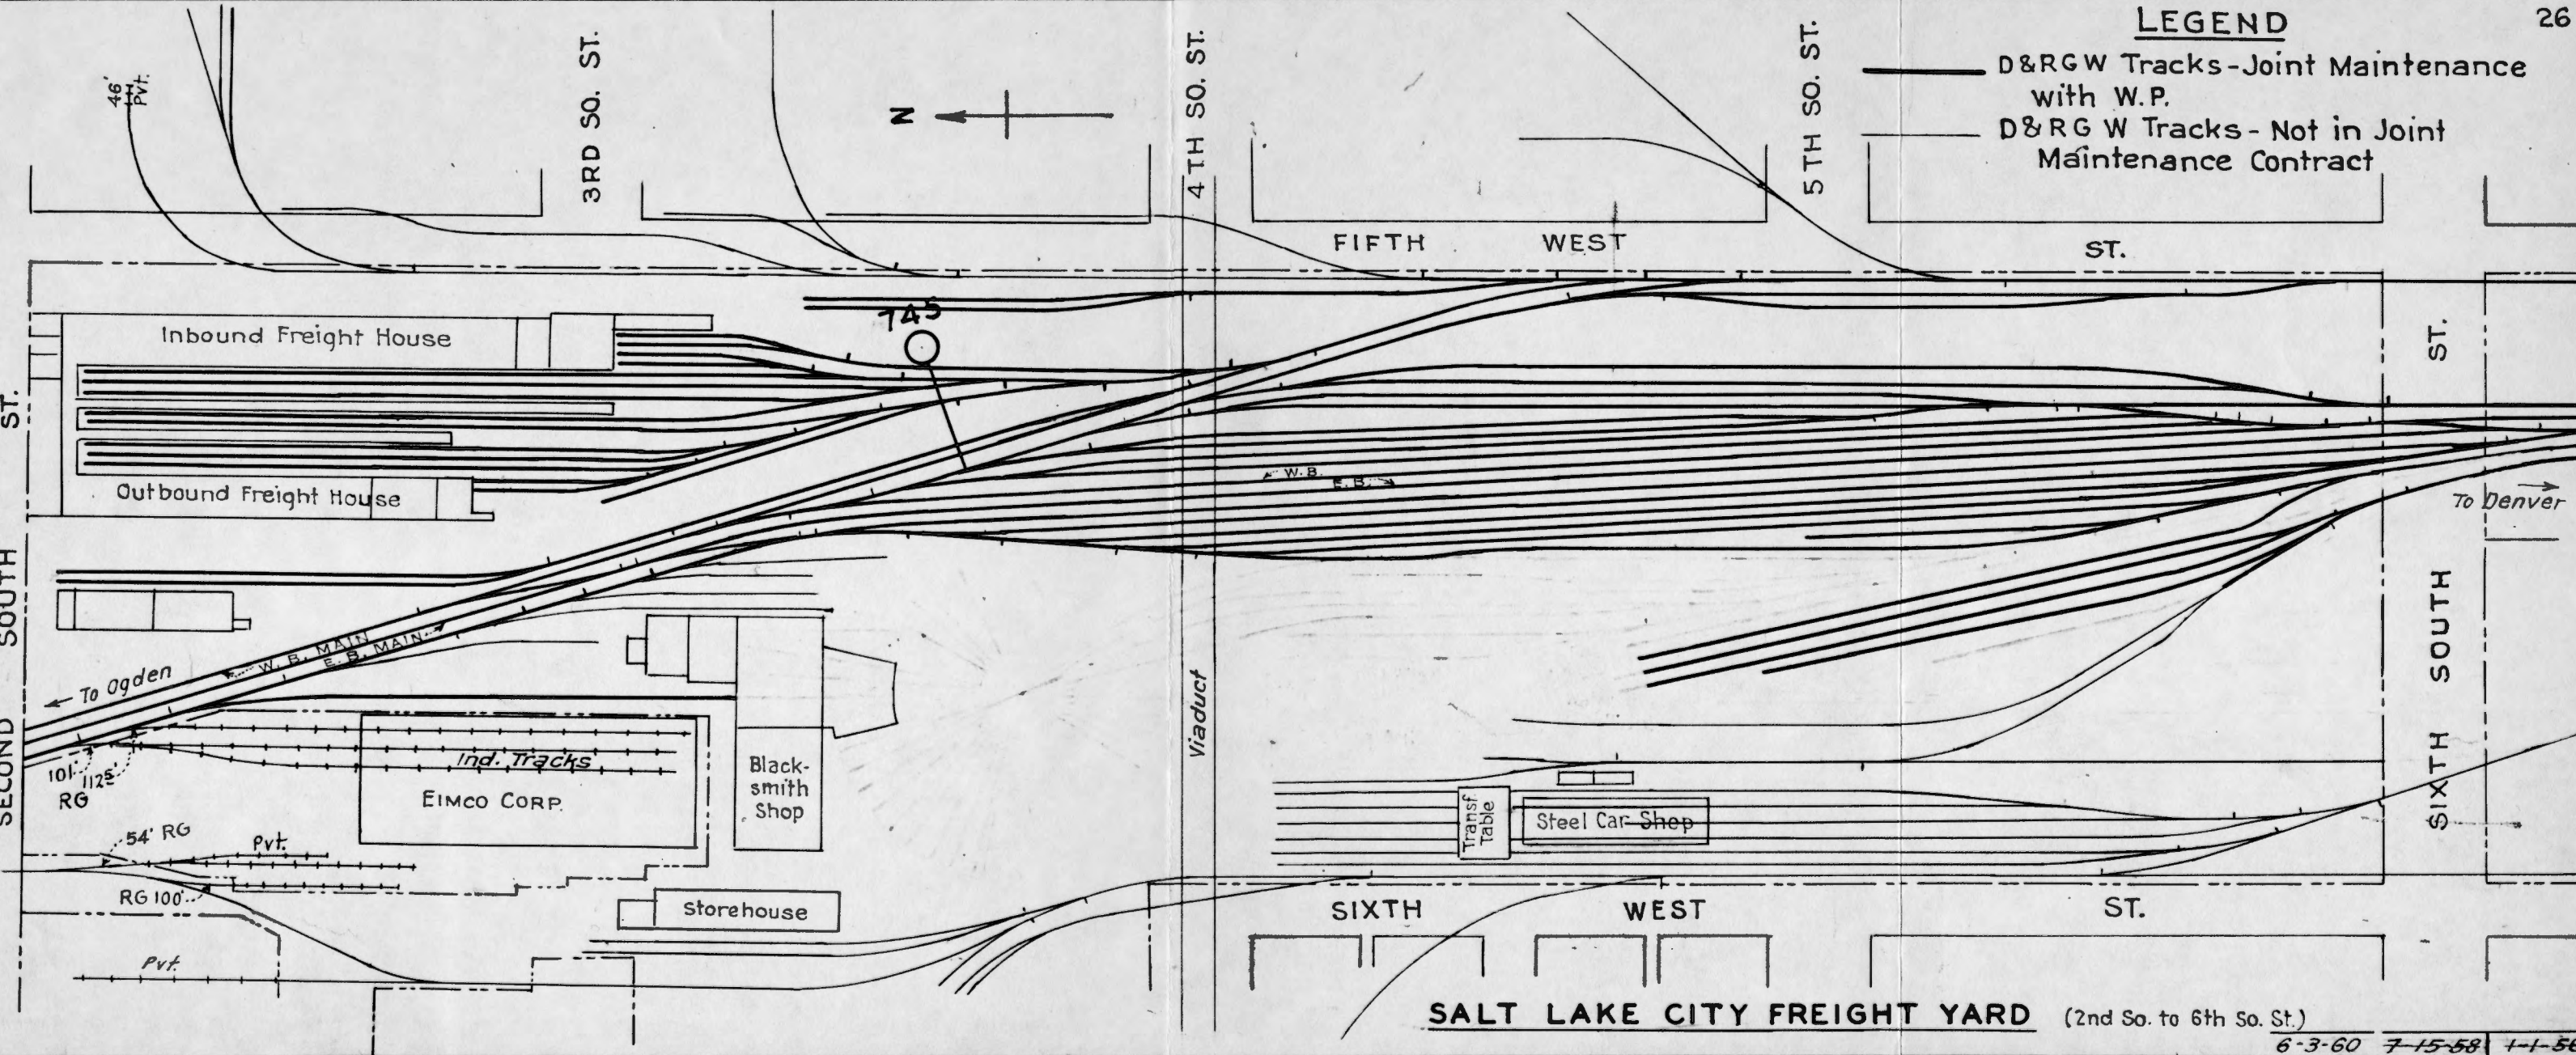 LEGEND
26
D&RGW Tracks-Joint Maintenance
with W.P.
D&RG W Tracks - Not in Joint
Maintenance Contract
46'
Pvt.
3RD SO. ST.
N
4TH SO. ST.
5TH SO. ST.
FIFTH WEST ST.
745
Inbound Freight House
Outbound Freight House
W.B.
E.B.
To Denver
ST.
SIXTH SOUTH
SECOND SOUTH ST.
To Ogden
W. B. MAIN
E. B. MAIN
Viaduct
101'
112.5'
RG
Ind. Tracks
EIMCO CORP.
Black-
smith
Shop
Transf.
Table
Steel Car Shop
54' RG
Pvt.
RG 100'
Pvt.
Storehouse
SIXTH WEST ST.
SALT LAKE CITY FREIGHT YARD (2nd So. to 6th So. St.)
6-3-60 7-15-58